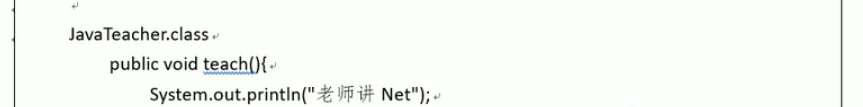 JavaTeacher.class
public void teach(){
System.out.println("老师讲 Net");